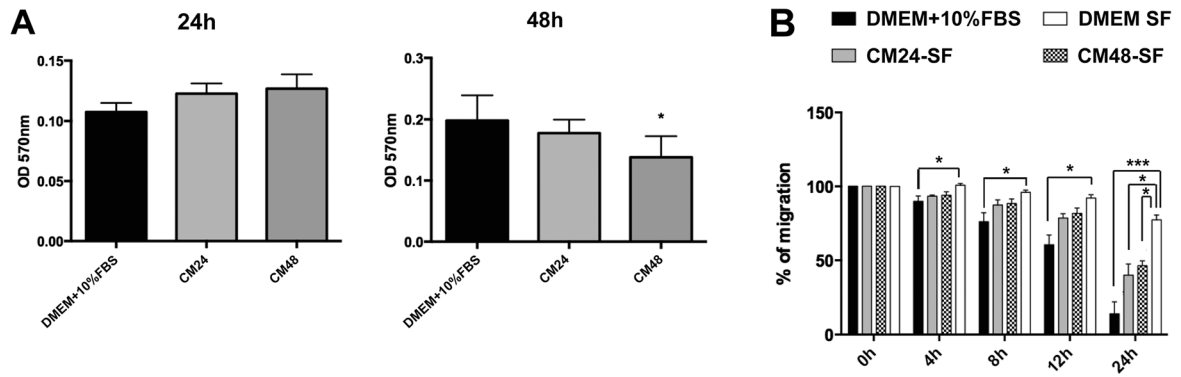 A
24h
OD 570nm
0.15
0.10
0.05
0.00
DMEM+10%FBS
CM24
CM48
48h
OD 570nm
0.3
0.2
0.1
0.0
*
DMEM+10%FBS
CM24
CM48
B
DMEM+10%FBS
DMEM SF
CM24-SF
CM48-SF
% of migration
150
100
50
0
*
*
*
***
*
*
0h
4h
8h
12h
24h